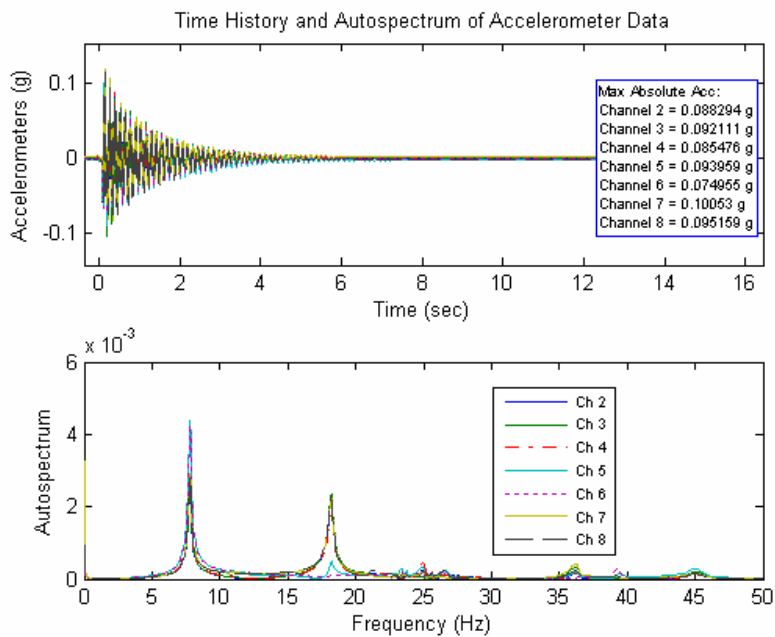 Time History and Autospectrum of Accelerometer Data
Accelerometers (g)
0.1
0
-0.1
Max Absolute Acc:
Channel 2 = 0.088294 g
Channel 3 = 0.092111 g
Channel 4 = 0.085476 g
Channel 5 = 0.093959 g
Channel 6 = 0.074955 g
Channel 7 = 0.10053 g
Channel 8 = 0.095159 g
0 2 4 6 8 10 12 14 16
Time (sec)
x 10-3
Autospectrum
6
4
2
0
Ch 2
Ch 3
Ch 4
Ch 5
Ch 6
Ch 7
Ch 8
0 5 10 15 20 25 30 35 40 45 50
Frequency (Hz)